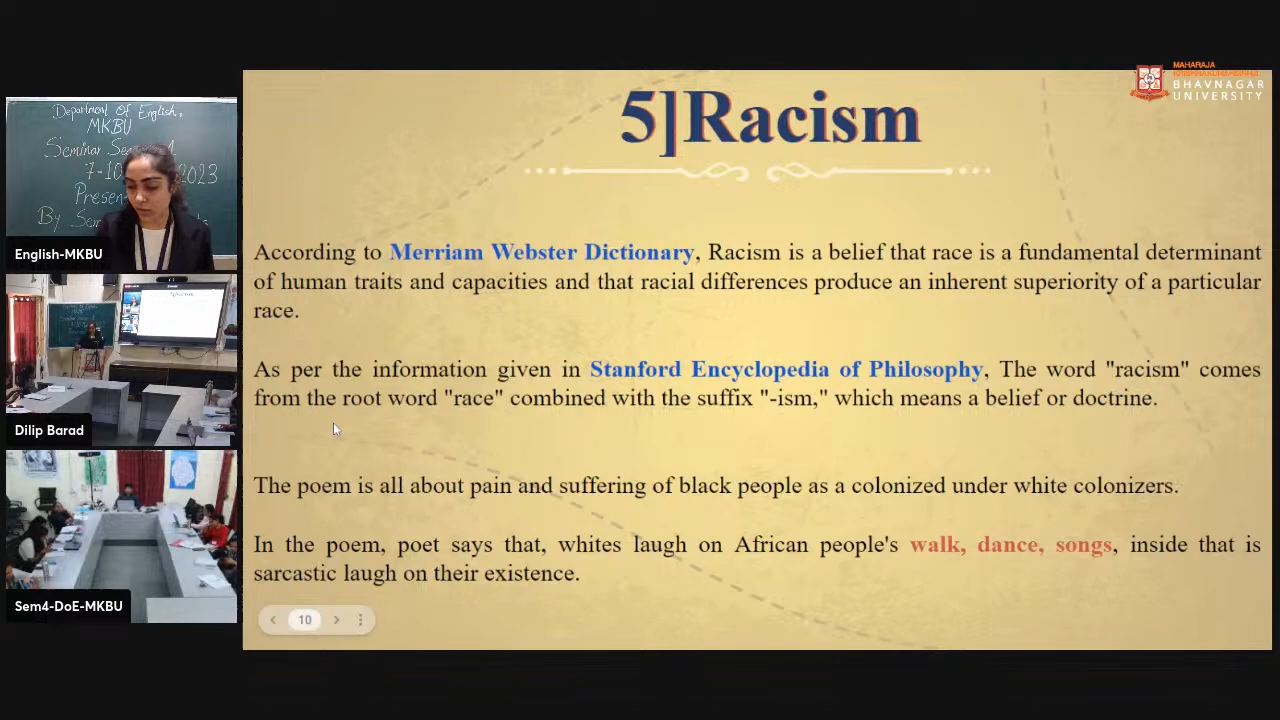 MAHARAJA
KRISHNAKUMARSINHJI
BHAVNAGAR
UNIVERSITY
Department Of English,
MKBU
Seminar
7-10
2023
Presen
By Sem
English-MKBU
Dilip Barad
Sem4-DoE-MKBU
5]Racism
According to Merriam Webster Dictionary, Racism is a belief that race is a fundamental determinant
of human traits and capacities and that racial differences produce an inherent superiority of a particular
race.
As per the information given in Stanford Encyclopedia of Philosophy, The word "racism" comes
from the root word "race" combined with the suffix "-ism," which means a belief or doctrine.
The poem is all about pain and suffering of black people as a colonized under white colonizers.
In the poem, poet says that, whites laugh on African people's walk, dance, songs, inside that is
sarcastic laugh on their existence.
10